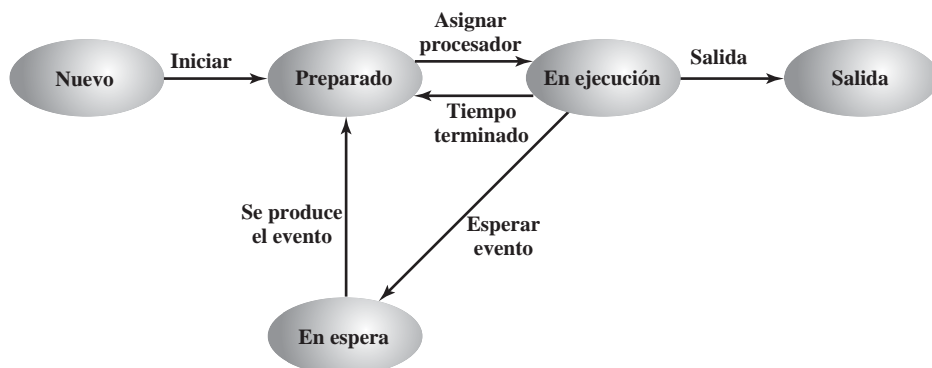 Asignar
procesador
Iniciar
Salida
Nuevo
Preparado
En ejecución
Salida
Tiempo
terminado
Se produce
el evento
Esperar
evento
En espera